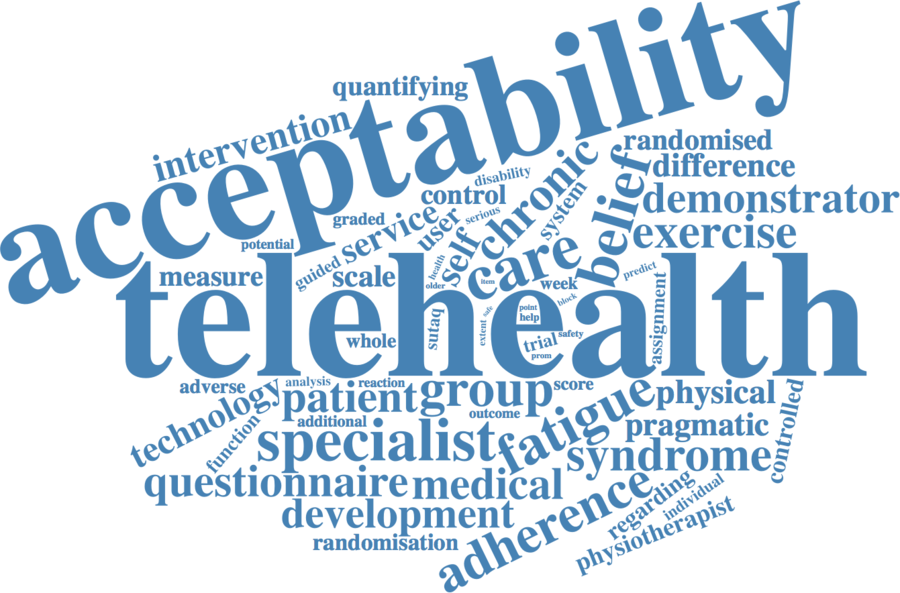 acceptability
quantifying
intervention
randomised
difference
disability
control
chronic
system
belief
demonstrator
exercise
graded
service
user
serious
self
potential
guided
measure
scale
health
older
care
item
week
predict
telehealth
block
safe
point
help
extent
sutaq
whole
trial
safety
prom
assignment
adverse
analysis
reaction
technology
patient
group
score
fatigue
physical
controlled
outcome
additional
function
specialist
pragmatic
syndrome
questionnaire
medical
adherence
regarding
individual
development
physiotherapist
randomisation